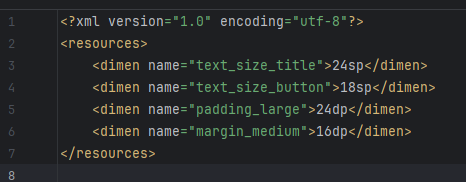 1 <?xml version="1.0" encoding="utf-8"?>
2 <resources>
3     <dimen name="text_size_title">24sp</dimen>
4     <dimen name="text_size_button">18sp</dimen>
5     <dimen name="padding_large">24dp</dimen>
6     <dimen name="margin_medium">16dp</dimen>
7 </resources>
8